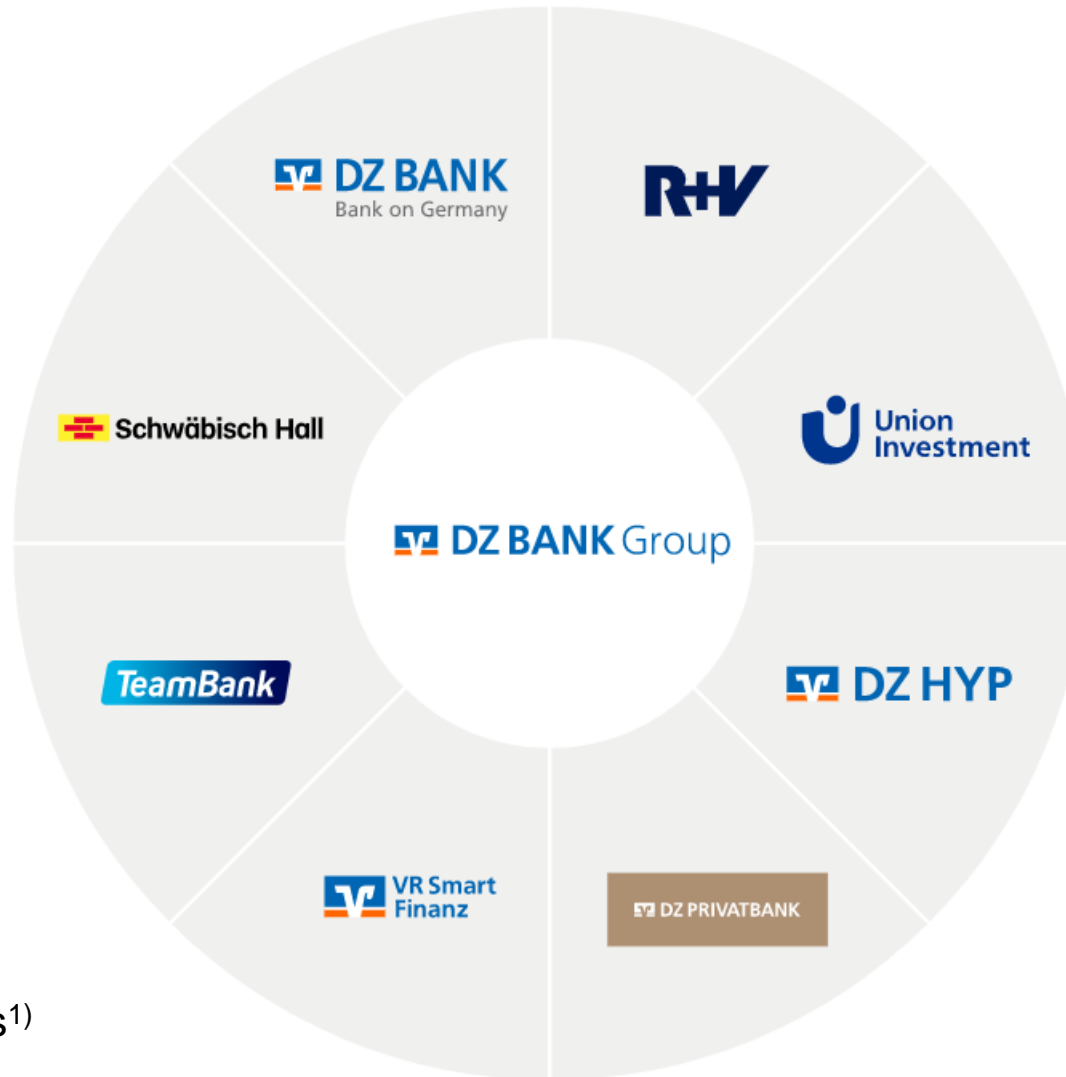 DZ BANK
Bank on Germany
R+V
Schwäbisch Hall
Union
Investment
DZ BANK Group
TeamBank
DZ HYP
VR Smart
Finanz
DZ PRIVATBANK
s1)